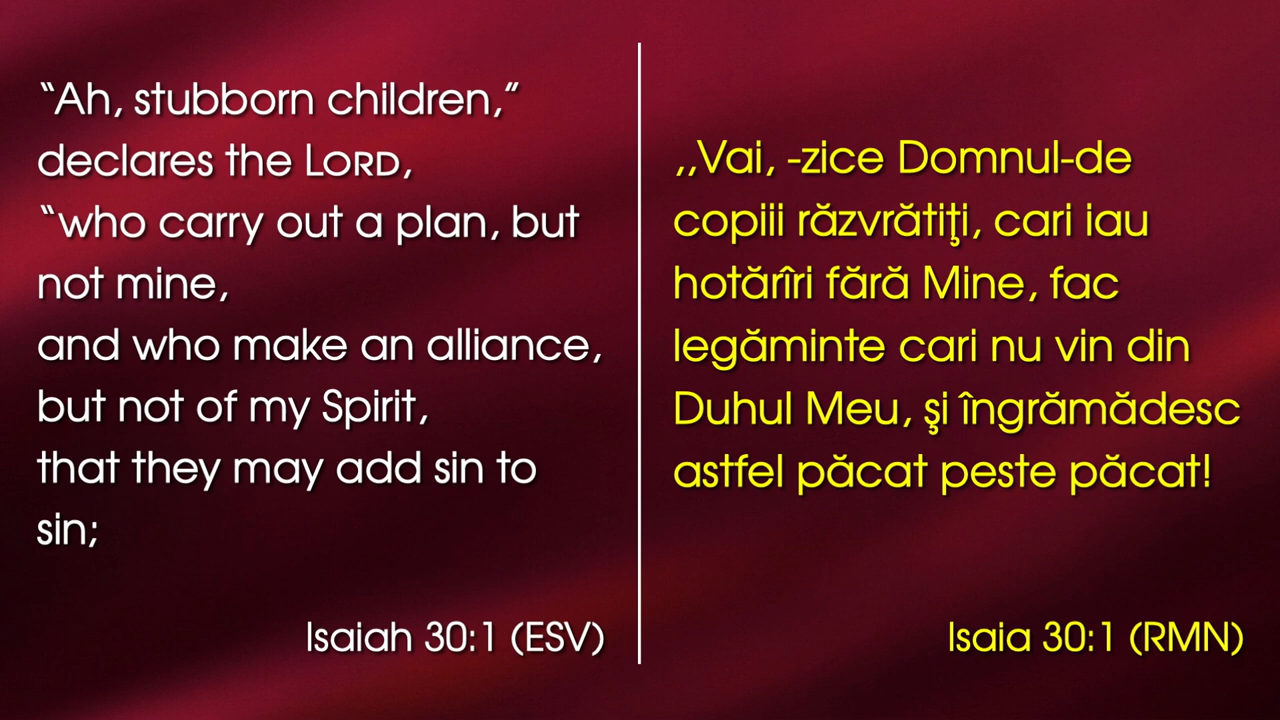 “Ah, stubborn children,”
declares the LORD,
“who carry out a plan, but
not mine,
and who make an alliance,
but not of my Spirit,
that they may add sin to
sin;
Isaiah 30:1 (ESV)
,,Vai, -zice Domnul-de
copiii răzvrătiţi, cari iau
hotărîri fără Mine, fac
legăminte cari nu vin din
Duhul Meu, şi îngrămădesc
astfel păcat peste păcat!
Isaia 30:1 (RMN)